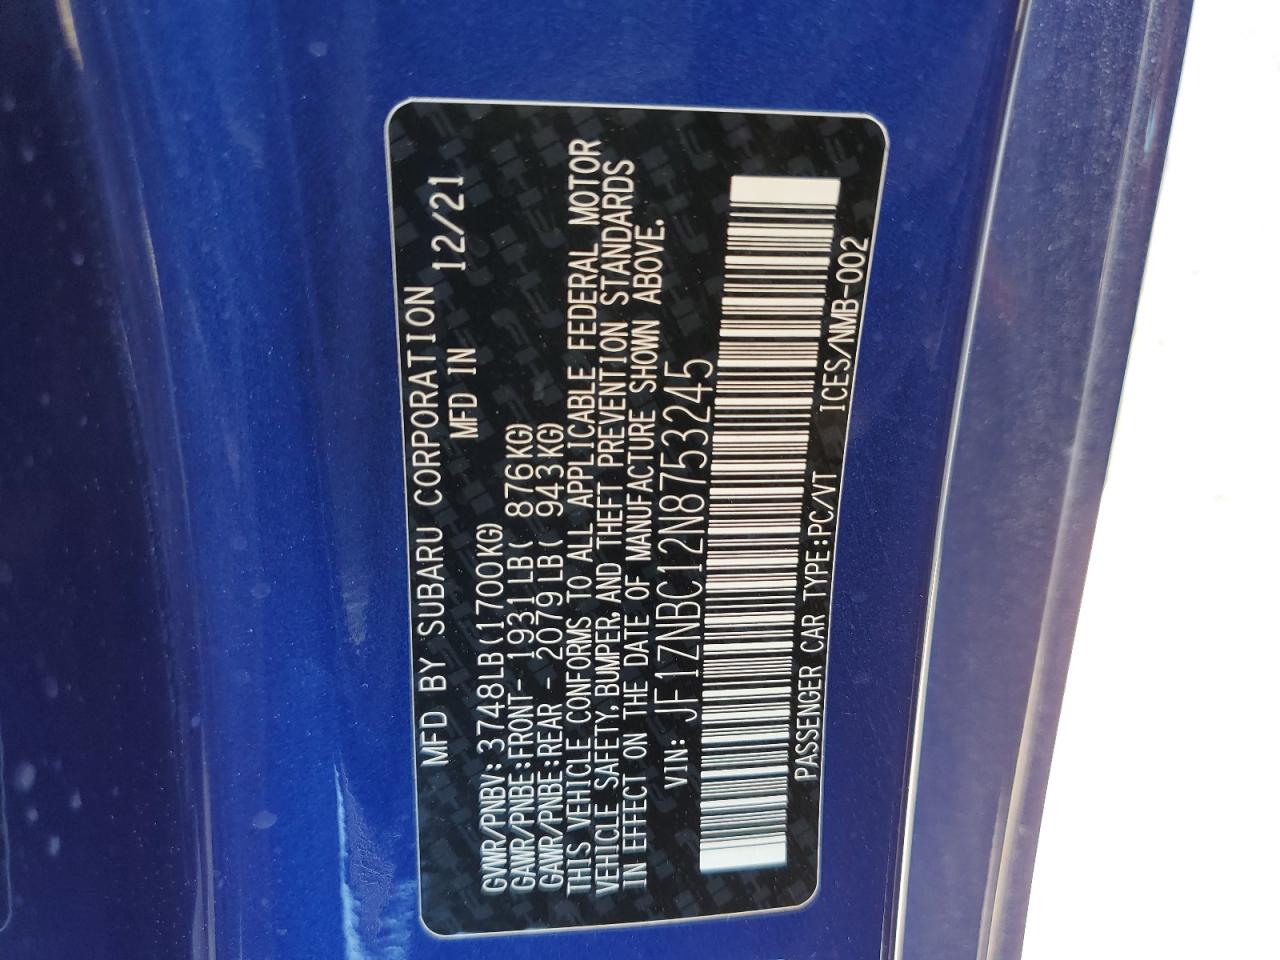 MFD BY SUBARU CORPORATION
MFD IN 12/21
GVWR/PNBV: 3748LB(1700KG)
GAWR/PNBE:FRONT- 1931LB( 876KG)
GAWR/PNBE:REAR - 2079LB( 943KG)
THIS VEHICLE CONFORMS TO ALL APPLICABLE FEDERAL MOTOR
VEHICLE SAFETY,BUMPER,AND THEFT PREVENTION STANDARDS
IN EFFECT ON THE DATE OF MANUFACTURE SHOWN ABOVE.
VIN: JF1ZNBC12N8753245
PASSENGER CAR TYPE:PC/VT ICES/NMB-002